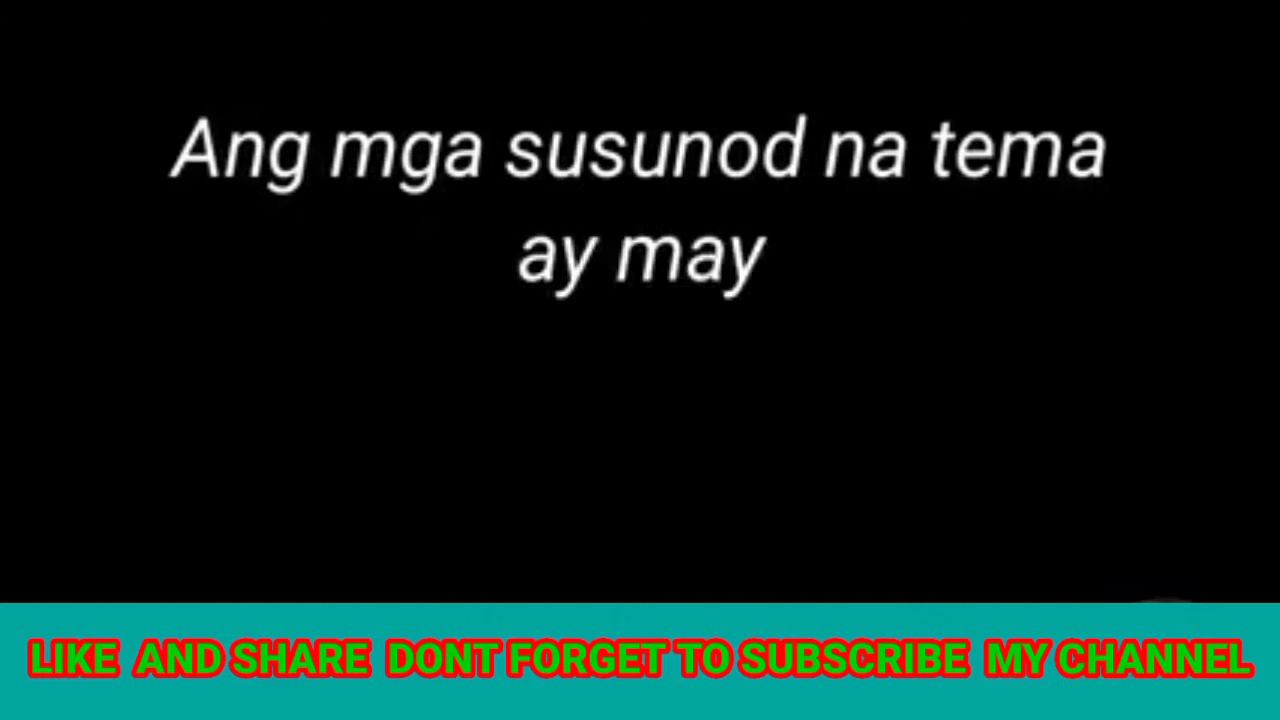 Ang mga susunod na tema
ay may
LIKE AND SHARE DONT FORGET TO SUBSCRIBE MY CHANNEL